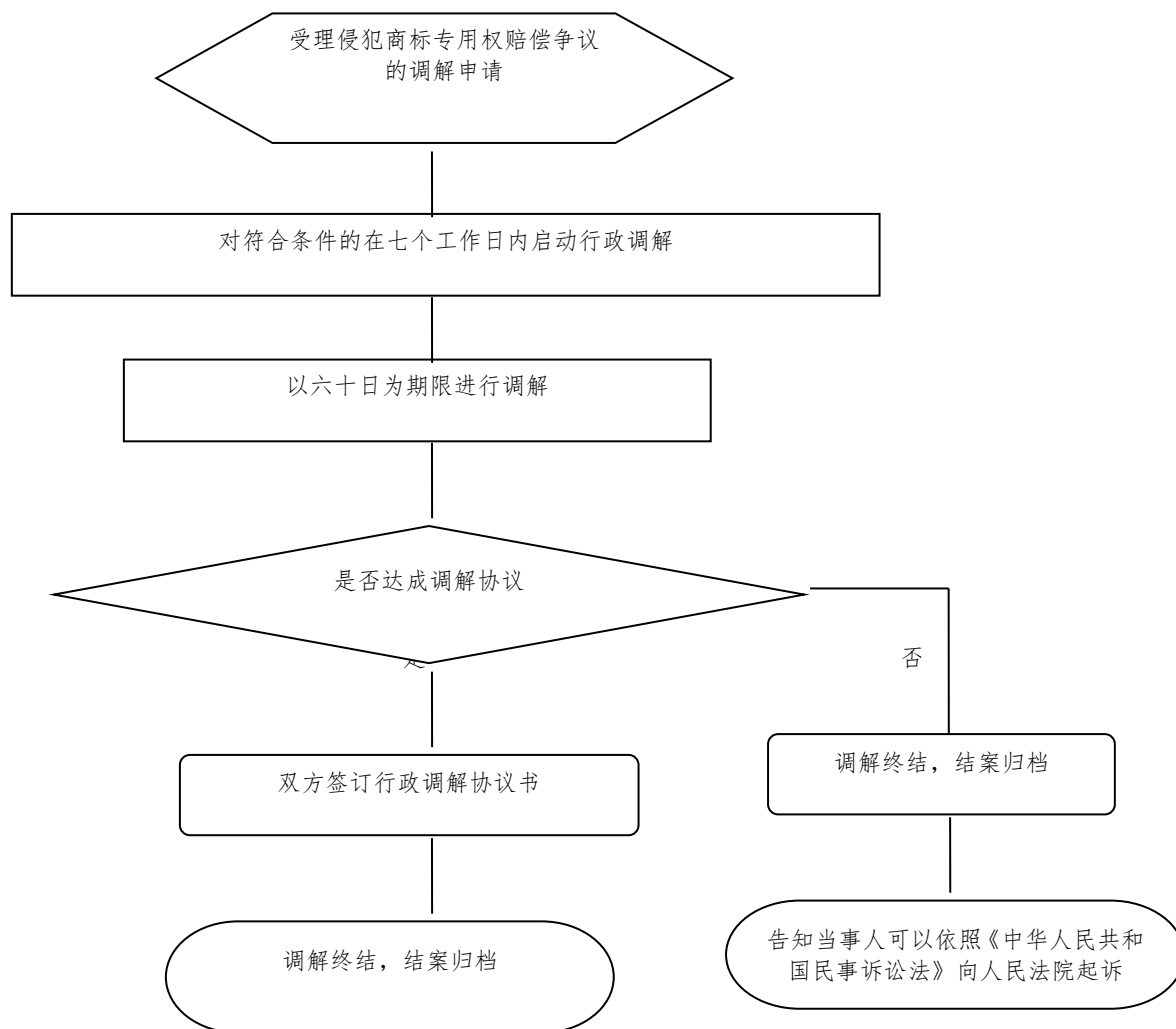 受理侵犯商标专用权赔偿争议
的调解申请
对符合条件的在七个工作日内启动行政调解
以六十日为期限进行调解
是否达成调解协议
否
双方签订行政调解协议书
调解终结，结案归档
调解终结，结案归档
告知当事人可以依照《中华人民共和
国民事诉讼法》向人民法院起诉